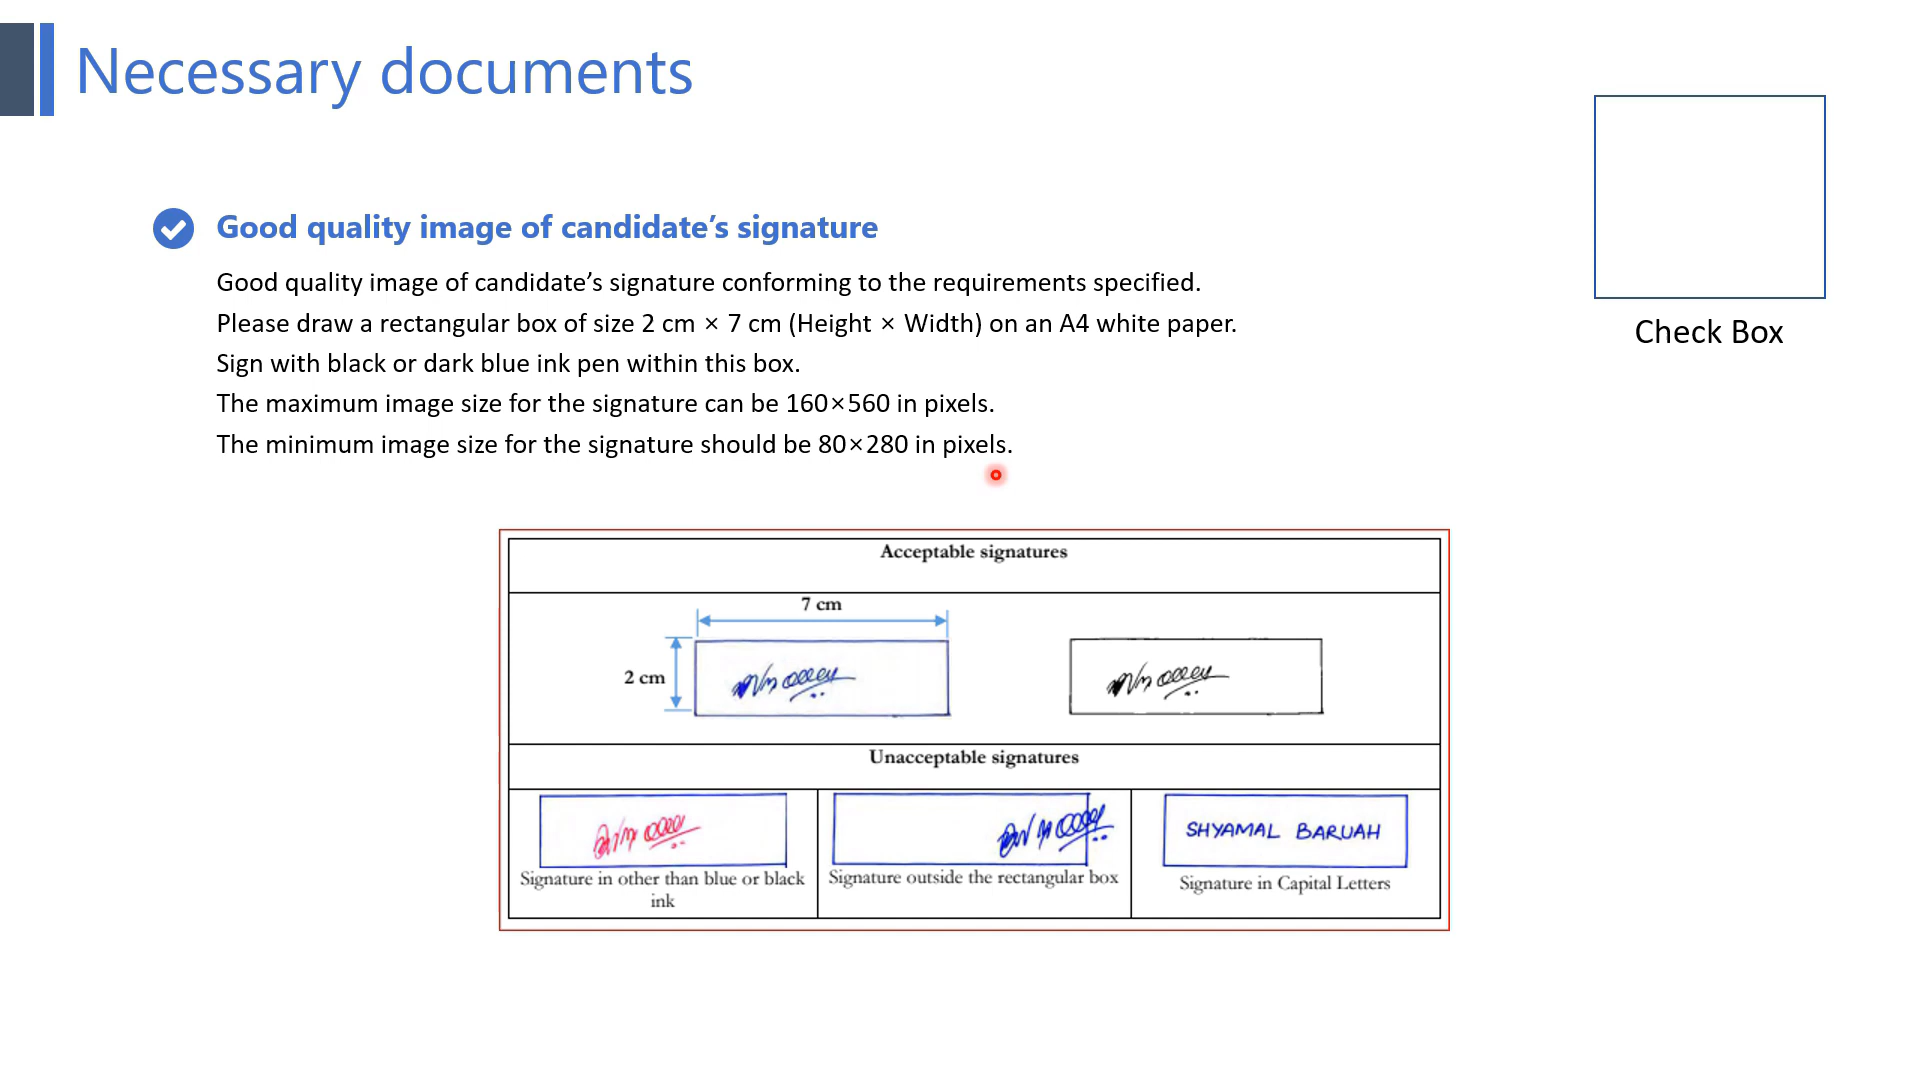 Necessary documents
Good quality image of candidate’s signature
Good quality image of candidate’s signature conforming to the requirements specified.
Please draw a rectangular box of size 2 cm × 7 cm (Height × Width) on an A4 white paper.
Sign with black or dark blue ink pen within this box.
The maximum image size for the signature can be 160×560 in pixels.
The minimum image size for the signature should be 80×280 in pixels.
Check Box
Acceptable signatures
7 cm
2 cm
Unacceptable signatures
SHYAMAL BARUAH
Signature in other than blue or black
ink
Signature outside the rectangular box
Signature in Capital Letters